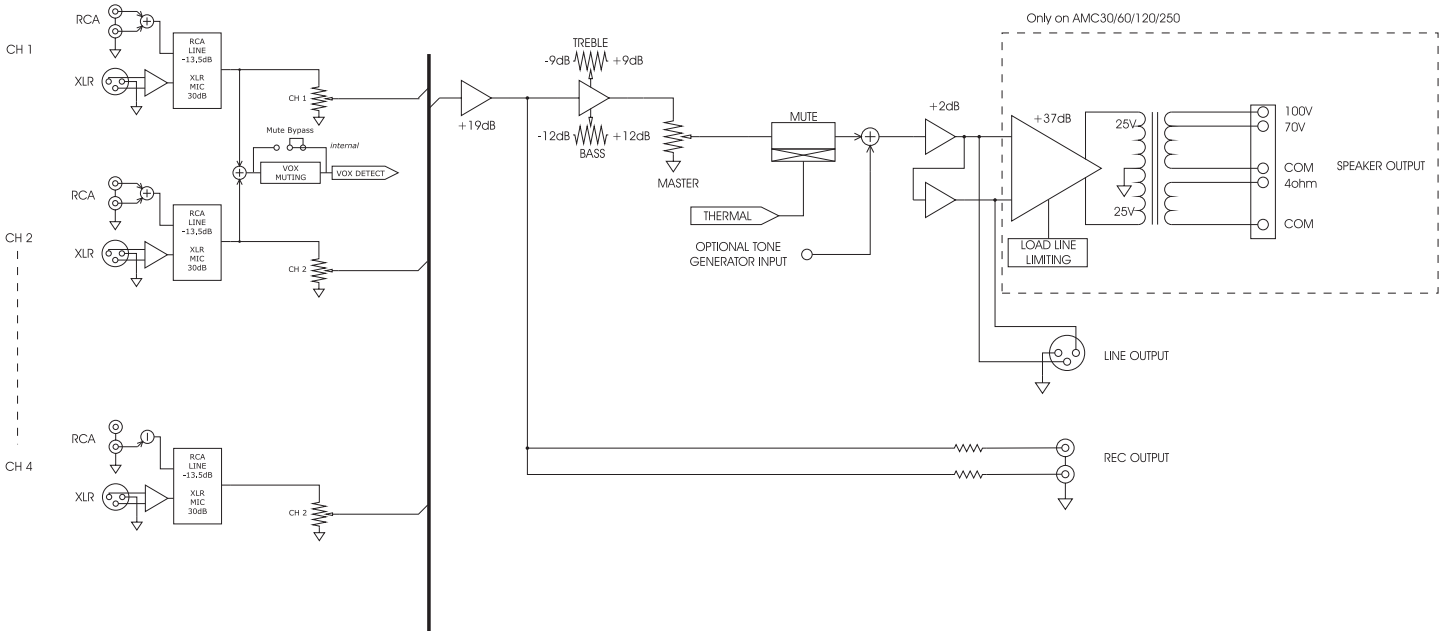 CH 1
RCA
XLR
RCA
LINE
-13,5dB
XLR
MIC
30dB
CH 1
Mute Bypass
internal
VOX
MUTING
VOX DETECT
CH 2
RCA
XLR
RCA
LINE
-13,5dB
XLR
MIC
30dB
CH 2
CH 4
RCA
XLR
RCA
LINE
-13,5dB
XLR
MIC
30dB
CH 2
+19dB
TREBLE
-9dB
+9dB
-12dB
+12dB
BASS
MASTER
MUTE
THERMAL
OPTIONAL TONE
GENERATOR INPUT
+2dB
Only on AMC30/60/120/250
+37dB
LOAD LINE
LIMITING
25V
25V
100V
70V
COM
4ohm
COM
SPEAKER OUTPUT
LINE OUTPUT
REC OUTPUT